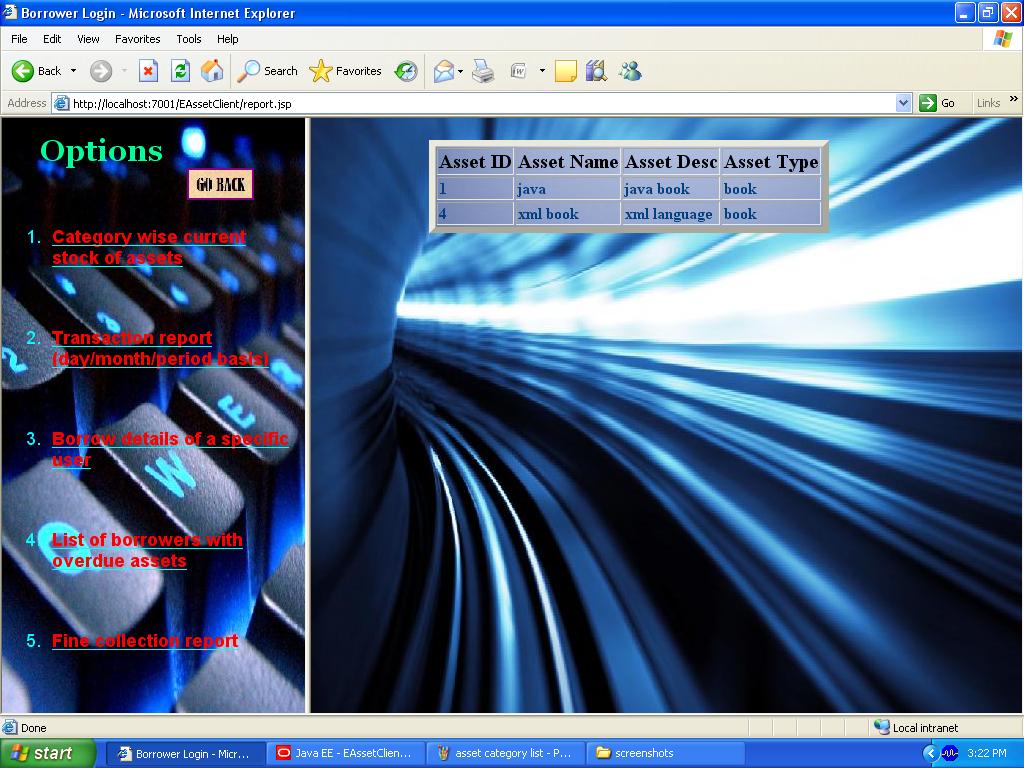 Borrower Login - Microsoft Internet Explorer
File Edit View Favorites Tools Help
Back Search Favorites
Address http://localhost:7001/EAssetClient/report.jsp Go Links »
Options
GO BACK
1. Category wise current
stock of assets
2. Transaction report
(day/month/period basis)
3. Borrow details of a specific
user
4. List of borrowers with
overdue assets
5. Fine collection report
Asset ID Asset Name Asset Desc Asset Type
1 java java book book
4 xml book xml language book
Done Local intranet
start Borrower Login - Micr... Java EE - EAssetClien... asset category list - P... screenshots 3:22 PM